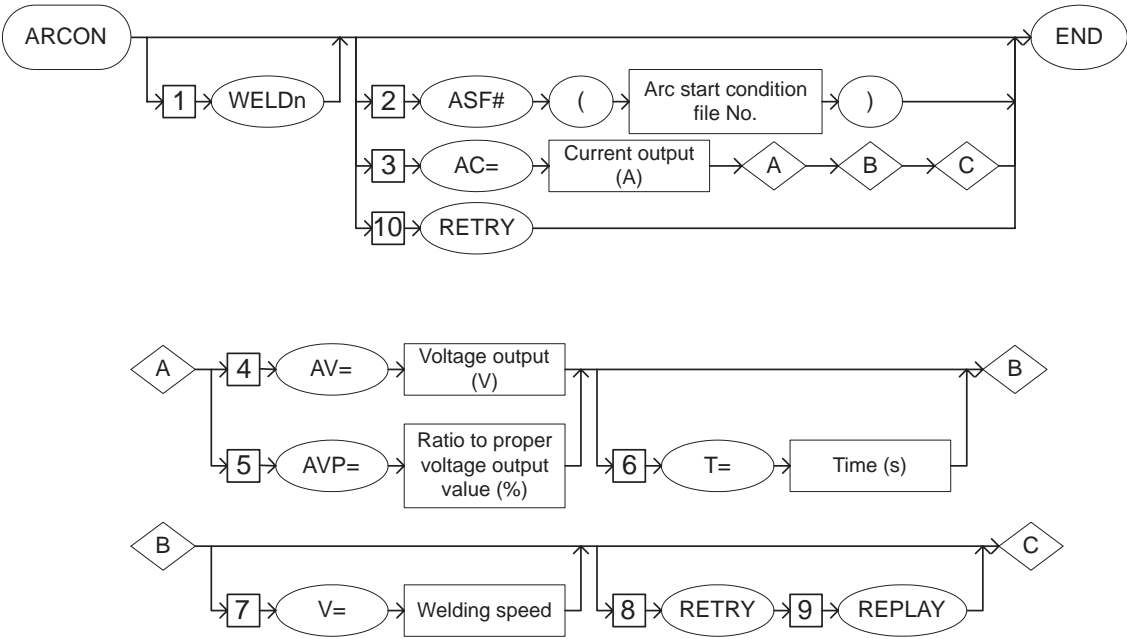 ARCON
END
1 WELDn
2 ASF# ( Arc start condition
file No. )
3 AC= Current output
(A) A B C
10 RETRY
A 4 AV= Voltage output
(V) B
5 AVP= Ratio to proper
voltage output
value (%)
6 T= Time (s)
B C
7 V= Welding speed 8 RETRY 9 REPLAY